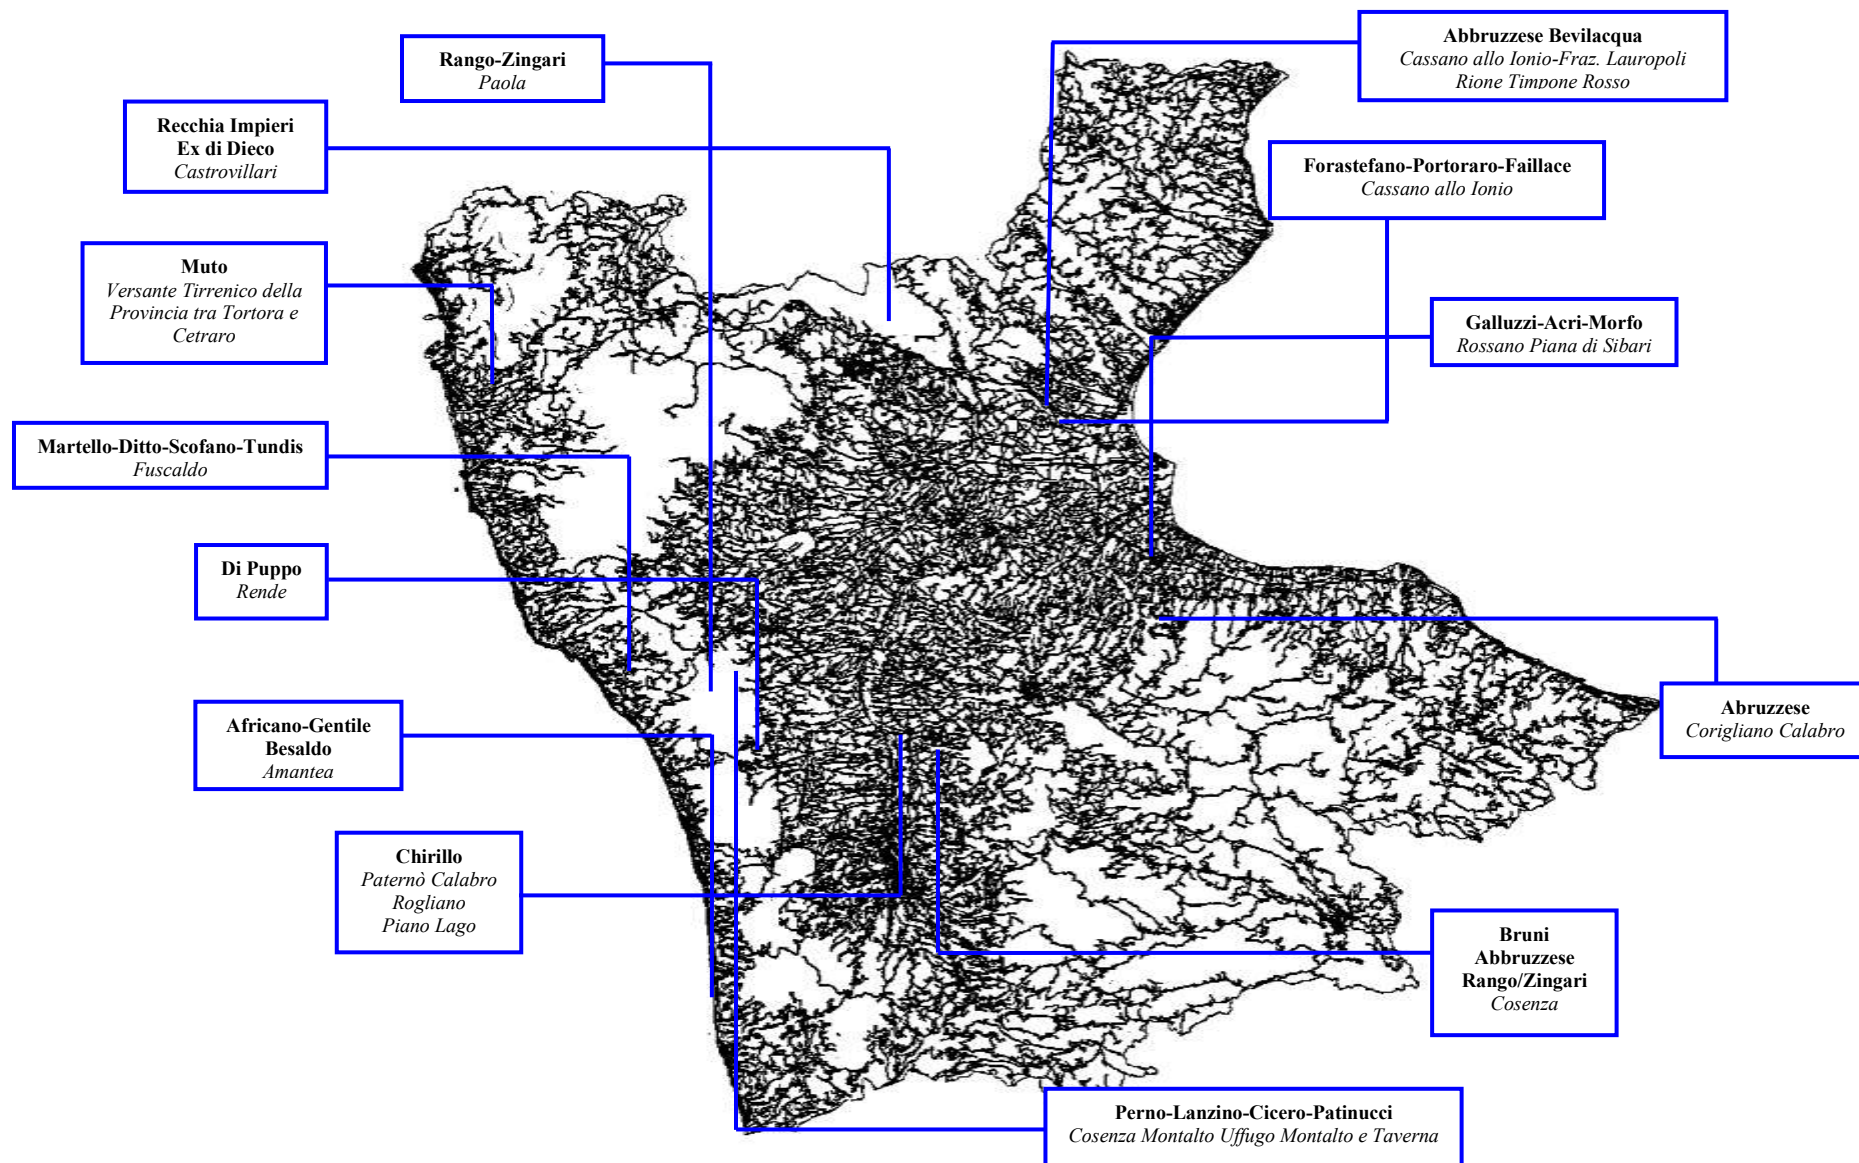 Rango-Zingari
Paola
Abbruzzese Bevilacqua
Cassano allo Ionio-Fraz. Lauropoli
Rione Timpone Rosso
Recchia Impieri
Ex di Dieco
Castrovillari
Forastefano-Portoraro-Faillace
Cassano allo Ionio
Muto
Versante Tirrenico della
Provincia tra Tortora e
Cetraro
Galluzzi-Acri-Morfo
Rossano Piana di Sibari
Martello-Ditto-Scofano-Tundis
Fuscaldo
Di Puppo
Rende
Africano-Gentile
Besaldo
Amantea
Abruzzese
Corigliano Calabro
Chirillo
Paternò Calabro
Rogliano
Piano Lago
Bruni
Abbruzzese
Rango/Zingari
Cosenza
Perno-Lanzino-Cicero-Patinucci
Cosenza Montalto Uffugo Montalto e Taverna